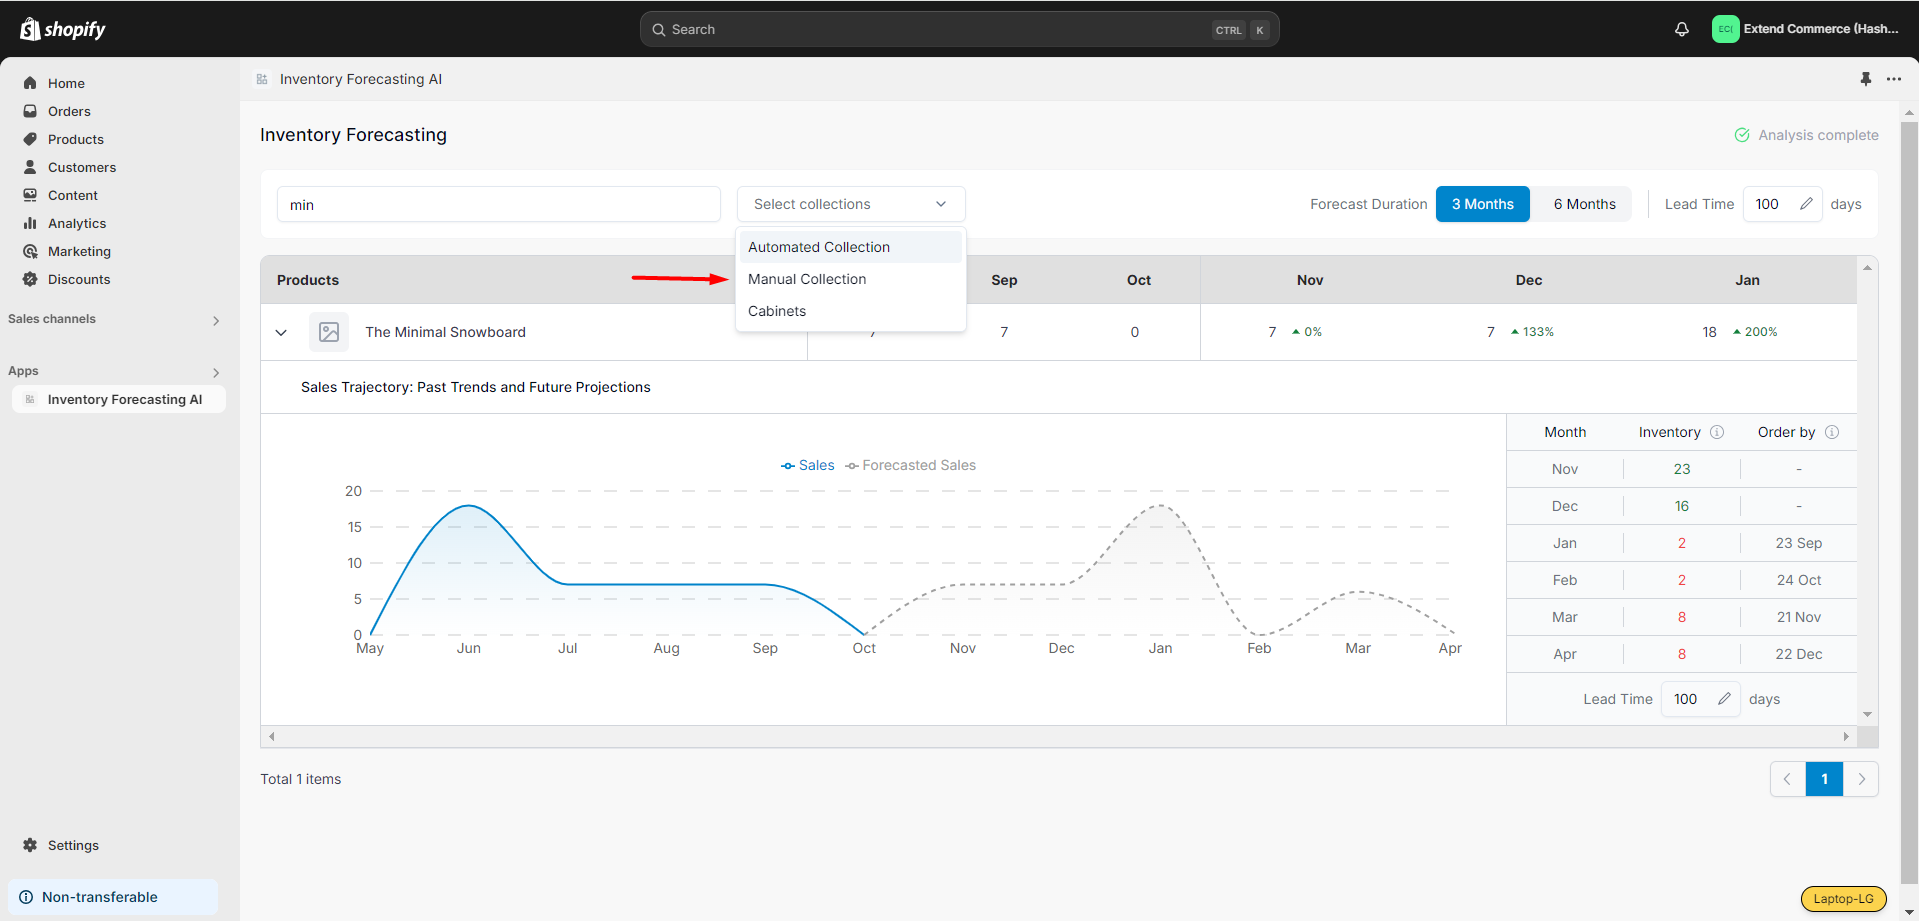 shopify
Search
CTRL K
EC(
Extend Commerce (Hash...
Home
Orders
Products
Customers
Content
Analytics
Marketing
Discounts
Sales channels
Apps
Inventory Forecasting AI
Settings
Non-transferable
Inventory Forecasting AI
Inventory Forecasting
Analysis complete
min
Select collections
Forecast Duration 3 Months 6 Months Lead Time 100 days
Automated Collection
Manual Collection
Cabinets
Products Sep Oct Nov Dec Jan
The Minimal Snowboard 7 7 0 7 0% 7 133% 18 200%
Sales Trajectory: Past Trends and Future Projections
Sales Forecasted Sales
20
15
10
5
0
May Jun Jul Aug Sep Oct Nov Dec Jan Feb Mar Apr
Month Inventory Order by
Nov 23 -
Dec 16 -
Jan 2 23 Sep
Feb 2 24 Oct
Mar 8 21 Nov
Apr 8 22 Dec
Lead Time 100 days
Total 1 items
1
Laptop-LG